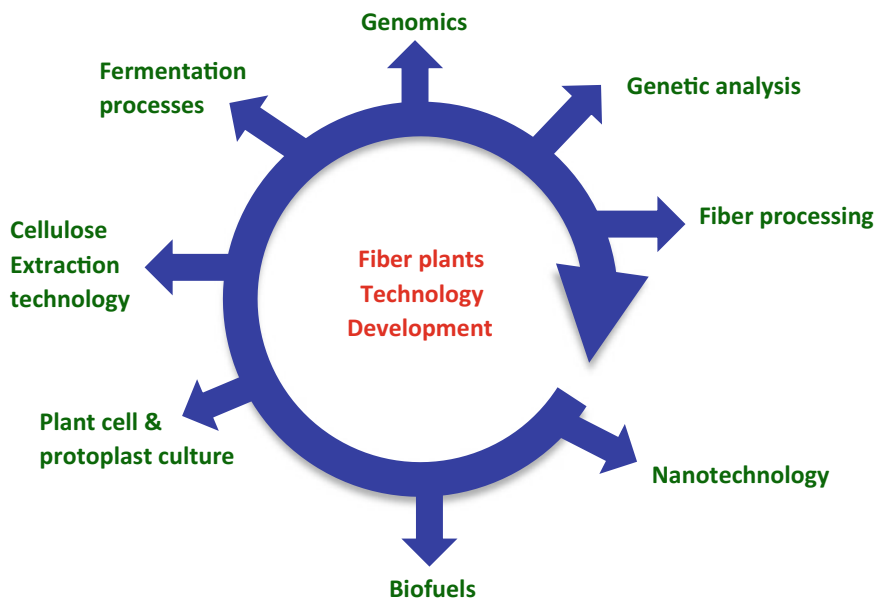 Genomics
Fermentation
processes
Genetic analysis
Fiber processing
Cellulose
Extraction
technology
Fiber plants
Technology
Development
Plant cell &
protoplast culture
Nanotechnology
Biofuels